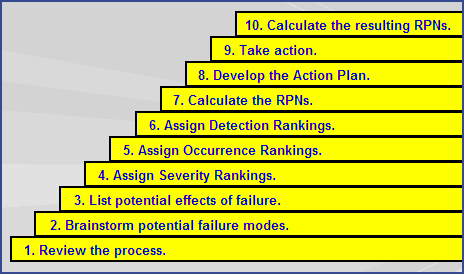 10. Calculate the resulting RPNs.
9. Take action.
8. Develop the Action Plan.
7. Calculate the RPNs.
6. Assign Detection Rankings.
5. Assign Occurrence Rankings.
4. Assign Severity Rankings.
3. List potential effects of failure.
2. Brainstorm potential failure modes.
1. Review the process.